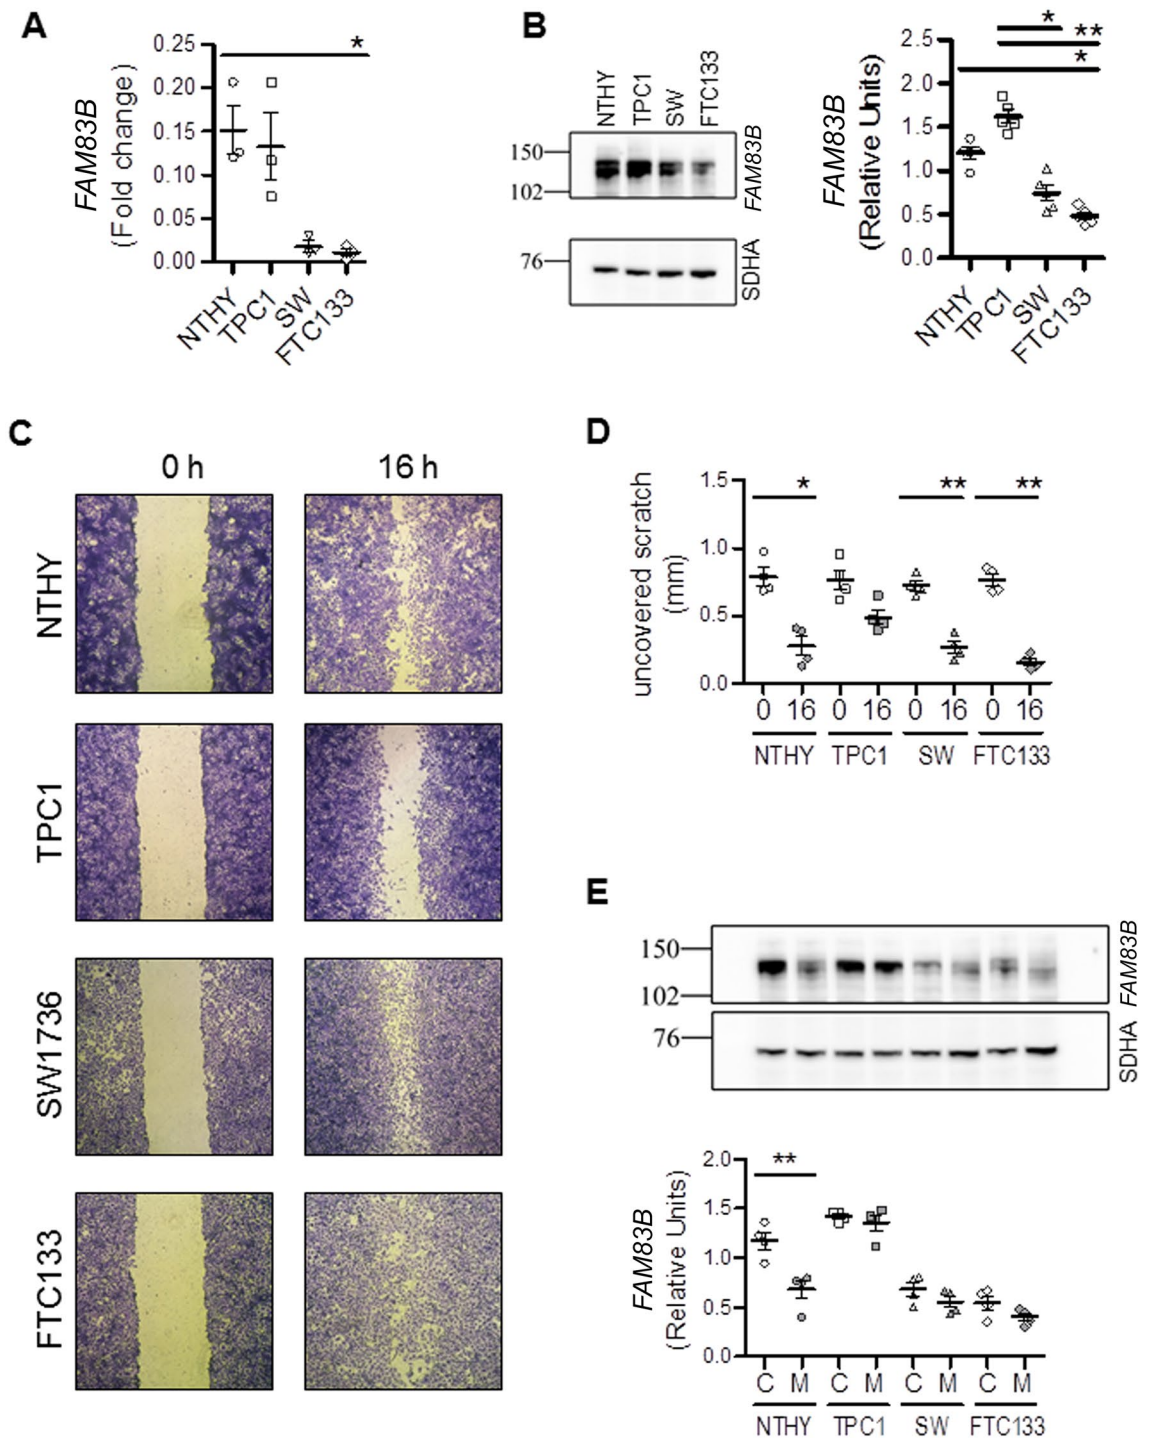 A
FAM83B
(Fold change)
0.25
0.20
0.15
0.10
0.05
0.00
*
NTHY
TPC1
SW
FTC133
B
NTHY
TPC1
SW
FTC133
150
102
FAM83B
76
SDHA
FAM83B
(Relative Units)
2.5
2.0
1.5
1.0
0.5
0.0
*
**
*
NTHY
TPC1
SW
FTC133
C
0 h
16 h
NTHY
TPC1
SW1736
FTC133
D
uncovered scratch
(mm)
1.5
1.0
0.5
0.0
*
**
**
0 16 0 16 0 16 0 16
NTHY TPC1 SW FTC133
E
150
102
FAM83B
76
SDHA
FAM83B
(Relative Units)
2.0
1.5
1.0
0.5
0.0
**
C M C M C M C M
NTHY TPC1 SW FTC133